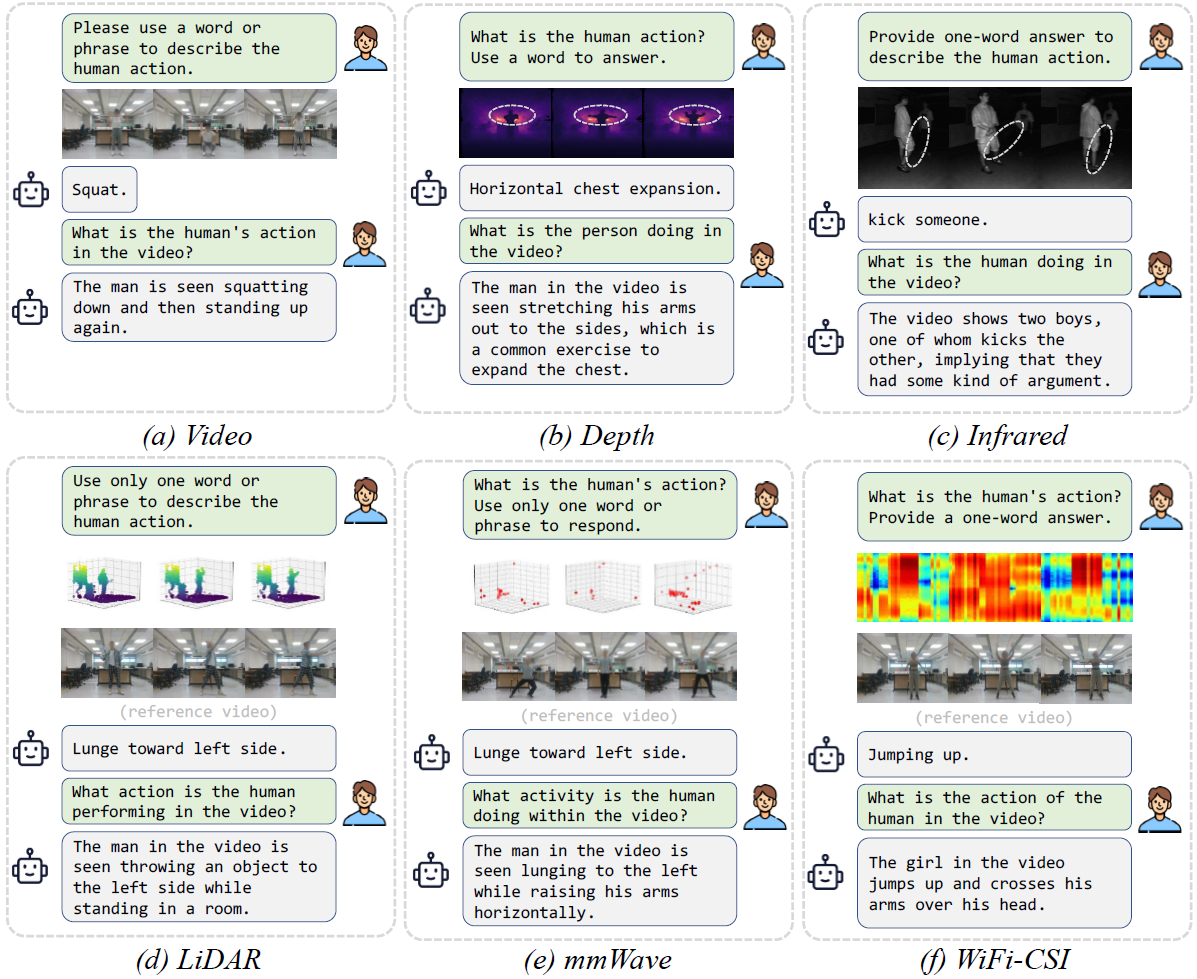 Please use a word or
phrase to describe the
human action.
Squat.
What is the human's action
in the video?
The man is seen squatting
down and then standing up
again.
(a) Video
What is the human action?
Use a word to answer.
Horizontal chest expansion.
What is the person doing in
the video?
The man in the video is
seen stretching his arms
out to the sides, which is
a common exercise to
expand the chest.
(b) Depth
Provide one-word answer to
describe the human action.
kick someone.
What is the human doing in
the video?
The video shows two boys,
one of whom kicks the
other, implying that they
had some kind of argument.
(c) Infrared
Use only one word or
phrase to describe the
human action.
(reference video)
Lunge toward left side.
What action is the human
performing in the video?
The man in the video is
seen throwing an object to
the left side while
standing in a room.
(d) LiDAR
What is the human's action?
Use only one word or
phrase to respond.
(reference video)
Lunge toward left side.
What activity is the human
doing within the video?
The man in the video is
seen lunging to the left
while raising his arms
horizontally.
(e) mmWave
What is the human's action?
Provide a one-word answer.
(reference video)
Jumping up.
What is the action of the
human in the video?
The girl in the video
jumps up and crosses his
arms over his head.
(f) WiFi-CSI